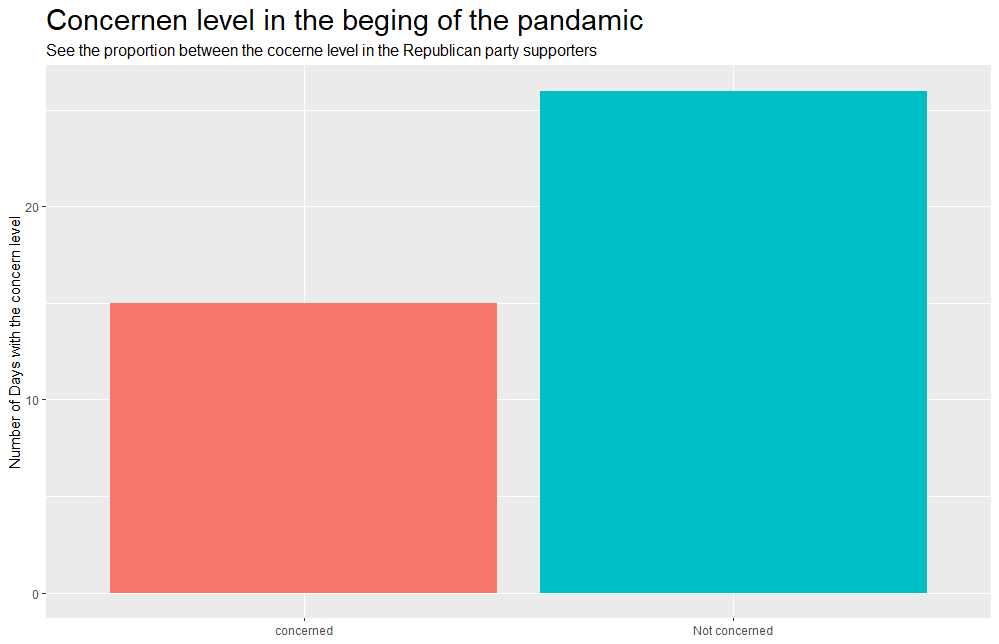 Concernen level in the beging of the pandamic
See the proportion between the cocerne level in the Republican party supporters
Number of Days with the concern level
20
10
0
concerned
Not concerned